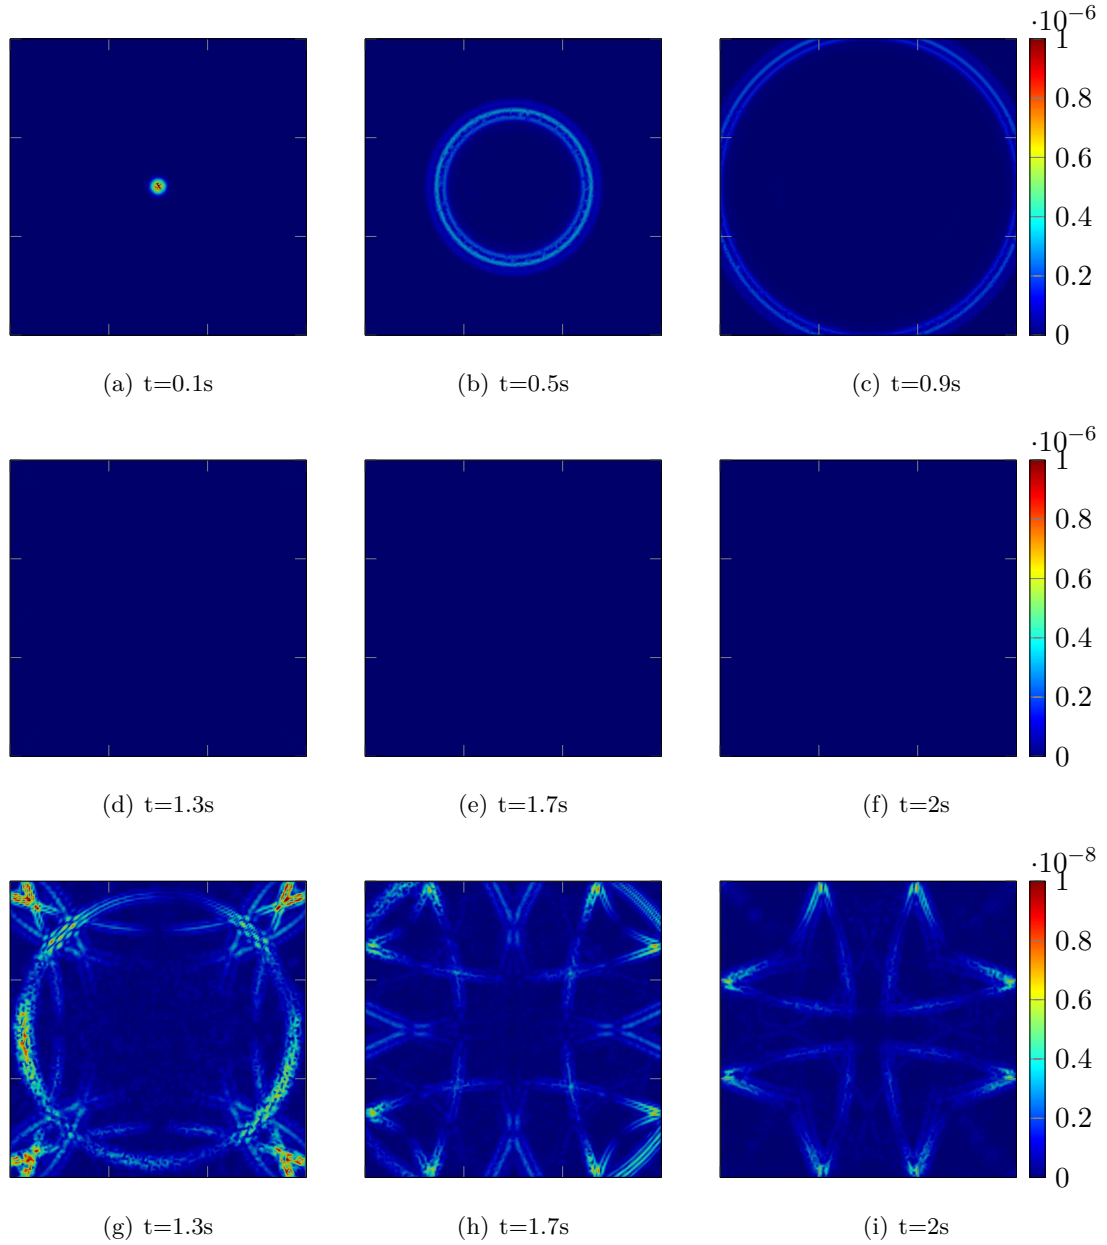 ·10⁻⁶
1
0.8
0.6
0.4
0.2
0
(a) t=0.1s
(b) t=0.5s
(c) t=0.9s
·10⁻⁶
1
0.8
0.6
0.4
0.2
0
(d) t=1.3s
(e) t=1.7s
(f) t=2s
·10⁻⁸
1
0.8
0.6
0.4
0.2
0
(g) t=1.3s
(h) t=1.7s
(i) t=2s